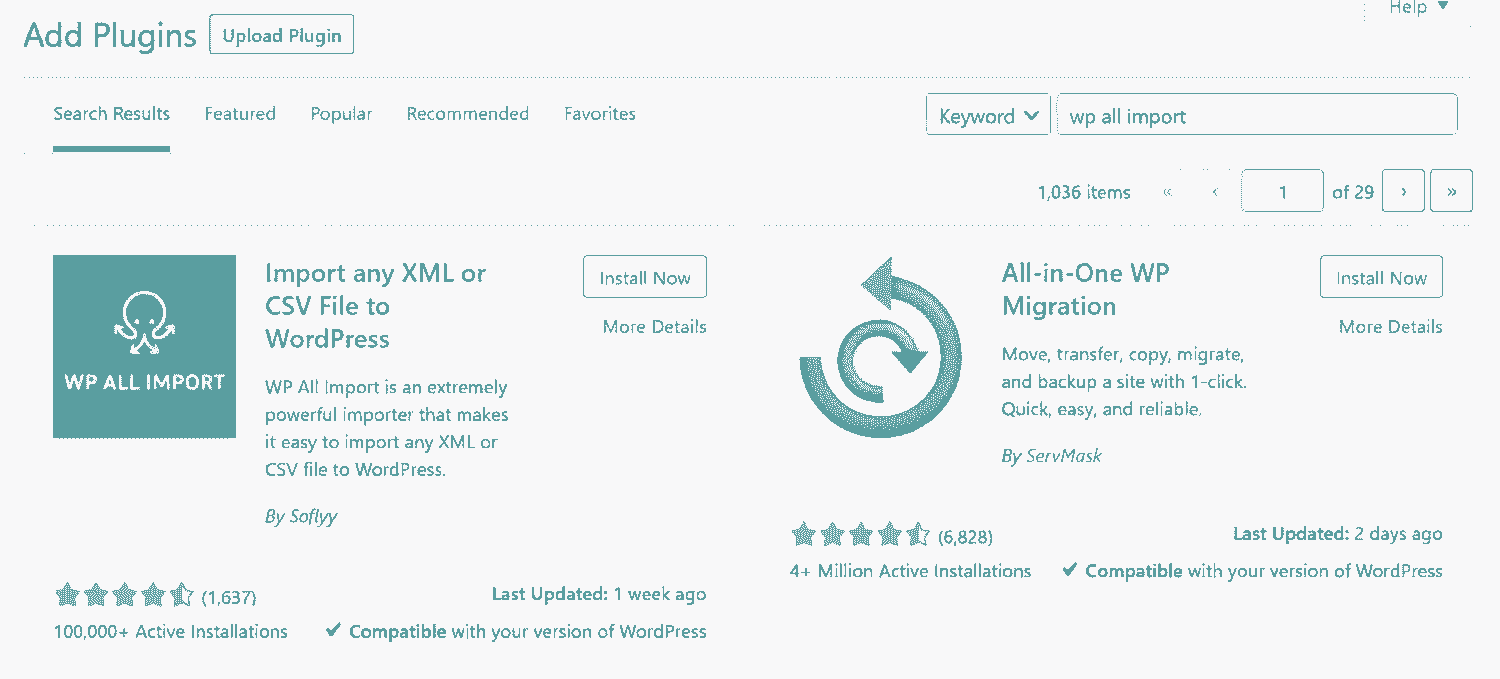 Help
Add Plugins Upload Plugin
Search Results Featured Popular Recommended Favorites Keyword wp all import
1,036 items « ‹ 1 of 29 › »
WP ALL IMPORT
Import any XML or
CSV File to
WordPress
Install Now
More Details
WP All Import is an extremely
powerful importer that makes
it easy to import any XML or
CSV file to WordPress.
By Soflyy
(1,637)
Last Updated: 1 week ago
100,000+ Active Installations
Compatible with your version of WordPress
All-in-One WP
Migration
Install Now
More Details
Move, transfer, copy, migrate,
and backup a site with 1-click.
Quick, easy, and reliable.
By ServMask
(6,828)
Last Updated: 2 days ago
4+ Million Active Installations
Compatible with your version of WordPress